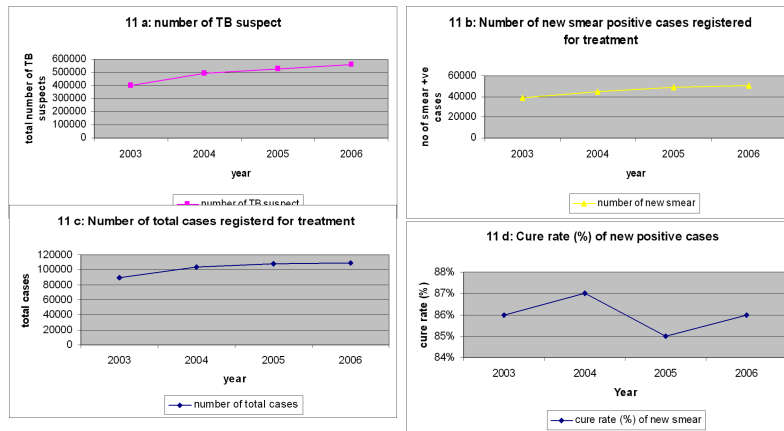 11 a: number of TB suspect
total number of TB
suspects
600000
500000
400000
300000
200000
100000
0
2003 2004 2005 2006
year
number of TB suspect
11 b: Number of new smear positive cases registered
for treatment
no of smear +ve
cases
60000
40000
20000
0
2003 2004 2005 2006
year
number of new smear
11 c: Number of total cases registerd for treatment
total cases
120000
100000
80000
60000
40000
20000
0
2003 2004 2005 2006
year
number of total cases
11 d: Cure rate (%) of new positive cases
cure rate (%)
88%
87%
86%
85%
84%
2003 2004 2005 2006
Year
cure rate (%) of new smear